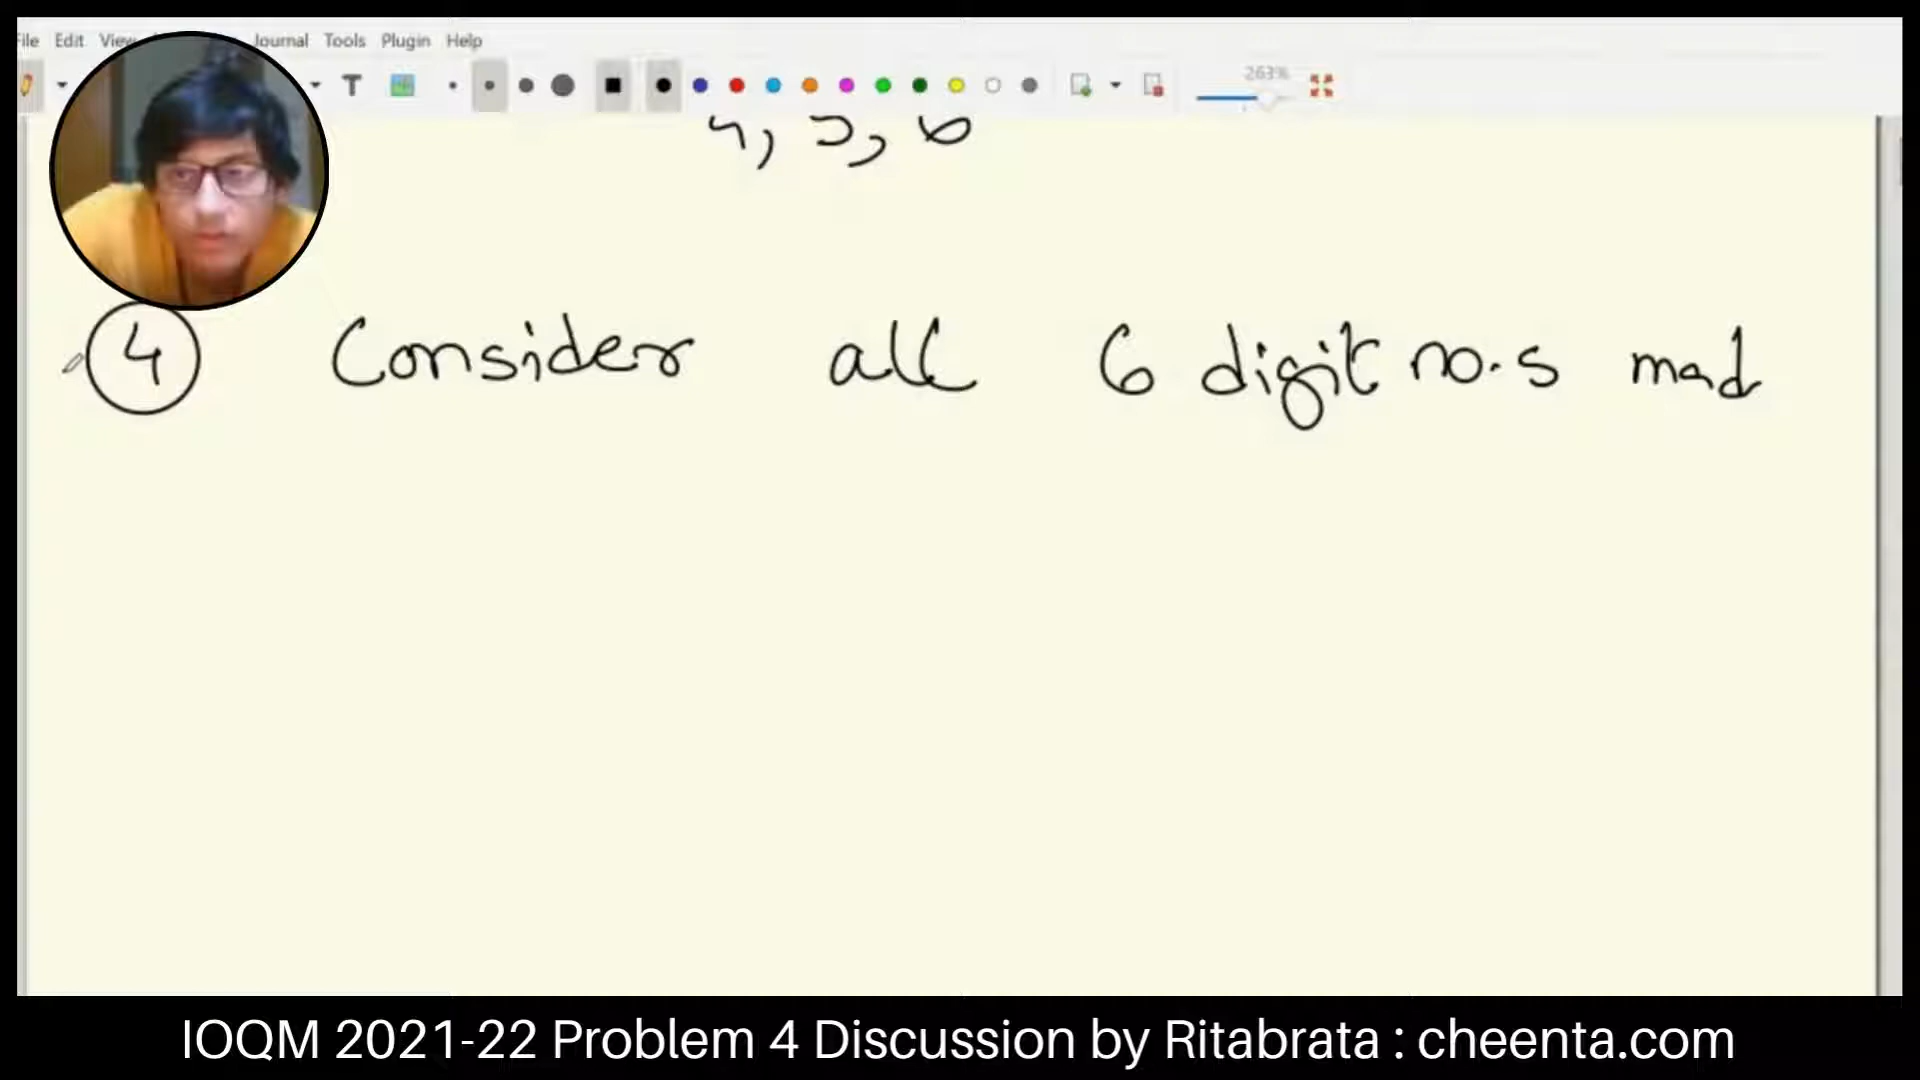 File Edit View Journal Tools Plugin Help
T 263%
4, 5, 6
4 Consider all 6 digit no.s mad
IOQM 2021-22 Problem 4 Discussion by Ritabrata : cheenta.com